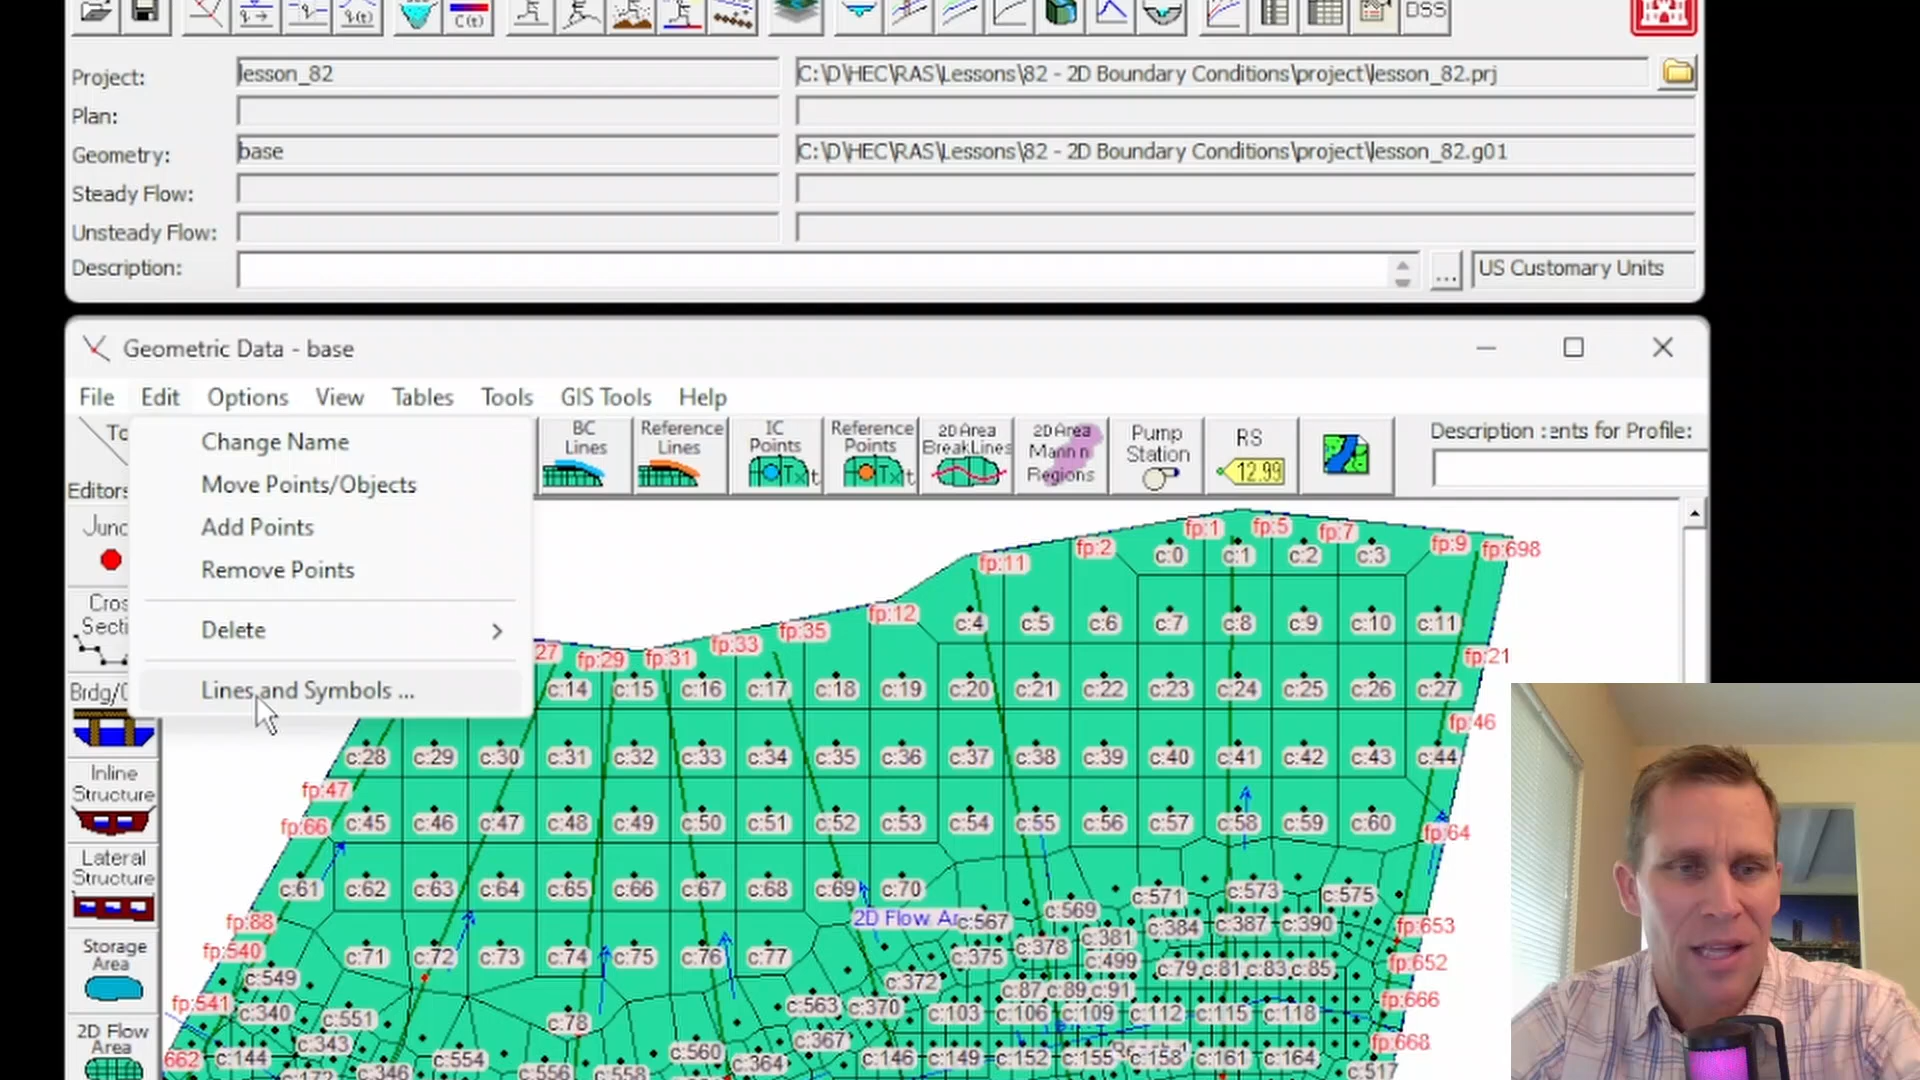 C(t) DSS
Project: lesson_82 C:\D\HEC\RAS\Lessons\82 - 2D Boundary Conditions\project\lesson_82.prj
Plan:
Geometry: base C:\D\HEC\RAS\Lessons\82 - 2D Boundary Conditions\project\lesson_82.g01
Steady Flow:
Unsteady Flow:
Description: ... US Customary Units
Geometric Data - base
File Edit Options View Tables Tools GIS Tools Help
Change Name
Move Points/Objects
Add Points
Remove Points
Delete
Lines and Symbols ...
BC Lines
Reference Lines
IC Points
Reference Points
2D Area BreakLines
2D Area Mann n Regions
Pump Station
RS 12.99
Description : ents for Profile:
Editors
Junc
Cros
Secti
Brdg/C
Inline
Structure
Lateral
Structure
Storage
Area
2D Flow
Area
fp:1 fp:5 fp:7 fp:9 fp:698
fp:11 fp:2 c:0 c:1 c:2 c:3
27 fp:29 fp:31 fp:33 fp:35 fp:12 c:4 c:5 c:6 c:7 c:8 c:9 c:10 c:11
fp:21
c:14 c:15 c:16 c:17 c:18 c:19 c:20 c:21 c:22 c:23 c:24 c:25 c:26 c:27
fp:46
c:28 c:29 c:30 c:31 c:32 c:33 c:34 c:35 c:36 c:37 c:38 c:39 c:40 c:41 c:42 c:43 c:44
fp:47
fp:66 c:45 c:46 c:47 c:48 c:49 c:50 c:51 c:52 c:53 c:54 c:55 c:56 c:57 c:58 c:59 c:60 fp:64
c:61 c:62 c:63 c:64 c:65 c:66 c:67 c:68 c:69 c:70 c:571 c:573 c:575
fp:88 2D Flow Ar c:567 c:569 c:384 c:387 c:390 fp:653
fp:540 c:71 c:72 c:73 c:74 c:75 c:76 c:77 c:375 c:378 c:381 c:499 c:79 c:81 c:83 c:85 fp:652
c:549 c:372 c:87 c:89 c:91
fp:541 c:340 c:551 c:78 c:563 c:370 c:103 c:106 c:109 c:112 c:115 c:118 fp:666
c:343 c:367 fp:668
662 c:144 c:554 c:560 c:364 c:146 c:149 c:152 c:155 c:158 c:161 c:164
c:346 c:556 c:558 c:517